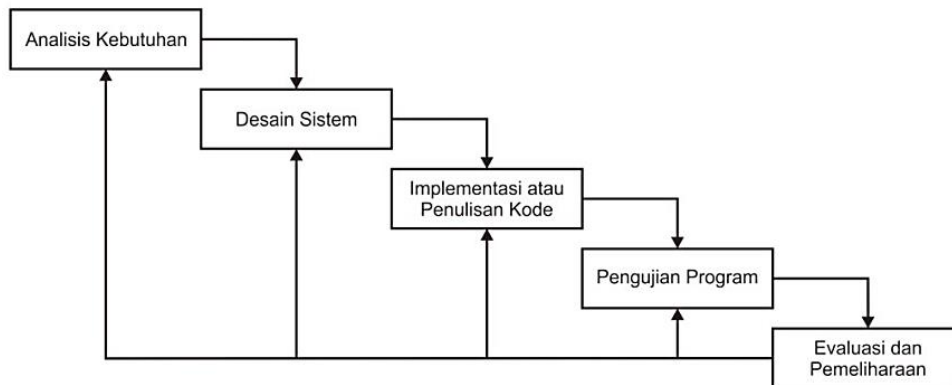 Analisis Kebutuhan
Desain Sistem
Implementasi atau
Penulisan Kode
Pengujian Program
Evaluasi dan
Pemeliharaan